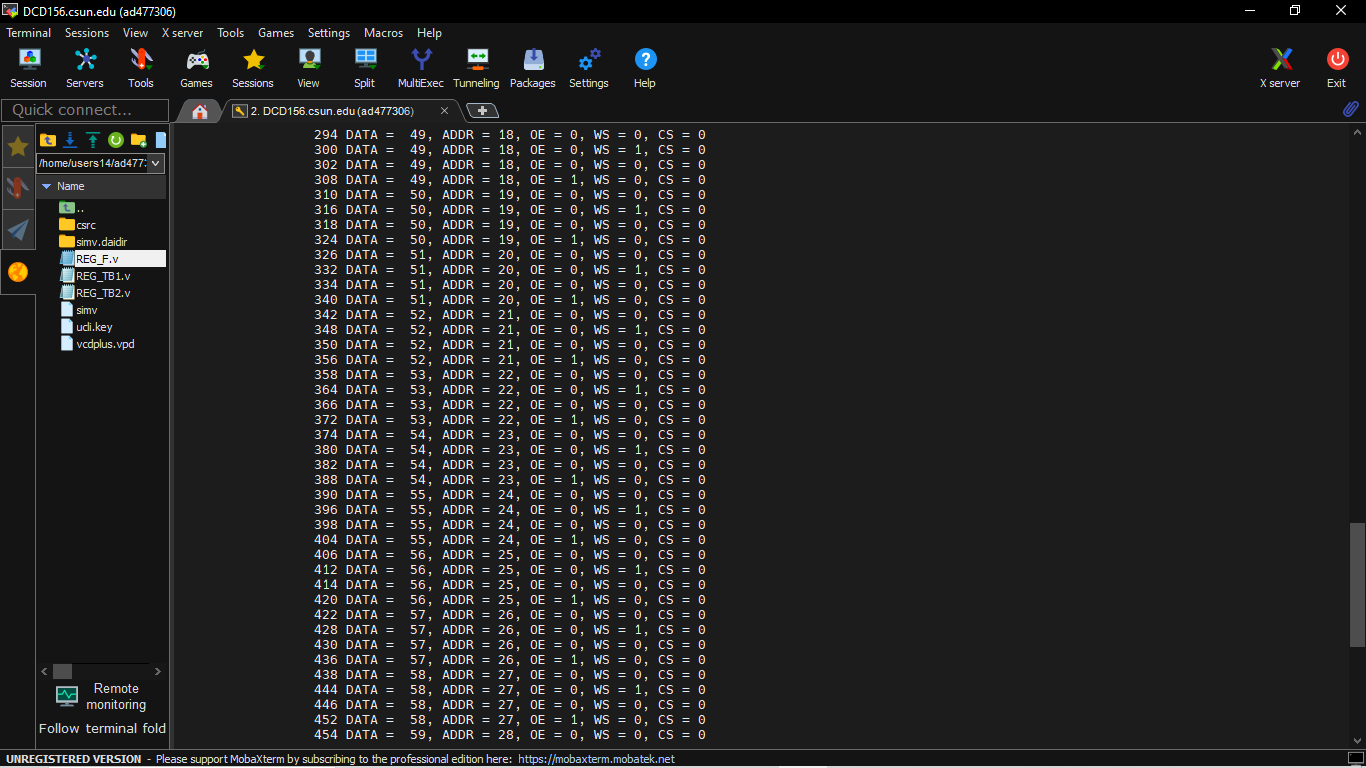 DCD156.csun.edu (ad477306)
Terminal Sessions View X server Tools Games Settings Macros Help
Session Servers Tools Games Sessions View Split MultiExec Tunneling Packages Settings Help X server Exit
Quick connect...
2. DCD156.csun.edu (ad477306)
/home/users14/ad477
Name
..
csrc
simv.daidir
REG_F.v
REG_TB1.v
REG_TB2.v
simv
ucli.key
vcdplus.vpd
Remote
monitoring
Follow terminal fold
294 DATA = 49, ADDR = 18, OE = 0, WS = 0, CS = 0
300 DATA = 49, ADDR = 18, OE = 0, WS = 1, CS = 0
302 DATA = 49, ADDR = 18, OE = 0, WS = 0, CS = 0
308 DATA = 49, ADDR = 18, OE = 1, WS = 0, CS = 0
310 DATA = 50, ADDR = 19, OE = 0, WS = 0, CS = 0
316 DATA = 50, ADDR = 19, OE = 0, WS = 1, CS = 0
318 DATA = 50, ADDR = 19, OE = 0, WS = 0, CS = 0
324 DATA = 50, ADDR = 19, OE = 1, WS = 0, CS = 0
326 DATA = 51, ADDR = 20, OE = 0, WS = 0, CS = 0
332 DATA = 51, ADDR = 20, OE = 0, WS = 1, CS = 0
334 DATA = 51, ADDR = 20, OE = 0, WS = 0, CS = 0
340 DATA = 51, ADDR = 20, OE = 1, WS = 0, CS = 0
342 DATA = 52, ADDR = 21, OE = 0, WS = 0, CS = 0
348 DATA = 52, ADDR = 21, OE = 0, WS = 1, CS = 0
350 DATA = 52, ADDR = 21, OE = 0, WS = 0, CS = 0
356 DATA = 52, ADDR = 21, OE = 1, WS = 0, CS = 0
358 DATA = 53, ADDR = 22, OE = 0, WS = 0, CS = 0
364 DATA = 53, ADDR = 22, OE = 0, WS = 1, CS = 0
366 DATA = 53, ADDR = 22, OE = 0, WS = 0, CS = 0
372 DATA = 53, ADDR = 22, OE = 1, WS = 0, CS = 0
374 DATA = 54, ADDR = 23, OE = 0, WS = 0, CS = 0
380 DATA = 54, ADDR = 23, OE = 0, WS = 1, CS = 0
382 DATA = 54, ADDR = 23, OE = 0, WS = 0, CS = 0
388 DATA = 54, ADDR = 23, OE = 1, WS = 0, CS = 0
390 DATA = 55, ADDR = 24, OE = 0, WS = 0, CS = 0
396 DATA = 55, ADDR = 24, OE = 0, WS = 1, CS = 0
398 DATA = 55, ADDR = 24, OE = 0, WS = 0, CS = 0
404 DATA = 55, ADDR = 24, OE = 1, WS = 0, CS = 0
406 DATA = 56, ADDR = 25, OE = 0, WS = 0, CS = 0
412 DATA = 56, ADDR = 25, OE = 0, WS = 1, CS = 0
414 DATA = 56, ADDR = 25, OE = 0, WS = 0, CS = 0
420 DATA = 56, ADDR = 25, OE = 1, WS = 0, CS = 0
422 DATA = 57, ADDR = 26, OE = 0, WS = 0, CS = 0
428 DATA = 57, ADDR = 26, OE = 0, WS = 1, CS = 0
430 DATA = 57, ADDR = 26, OE = 0, WS = 0, CS = 0
436 DATA = 57, ADDR = 26, OE = 1, WS = 0, CS = 0
438 DATA = 58, ADDR = 27, OE = 0, WS = 0, CS = 0
444 DATA = 58, ADDR = 27, OE = 0, WS = 1, CS = 0
446 DATA = 58, ADDR = 27, OE = 0, WS = 0, CS = 0
452 DATA = 58, ADDR = 27, OE = 1, WS = 0, CS = 0
454 DATA = 59, ADDR = 28, OE = 0, WS = 0, CS = 0
UNREGISTERED VERSION - Please support MobaXterm by subscribing to the professional edition here: https://mobaxterm.mobatek.net